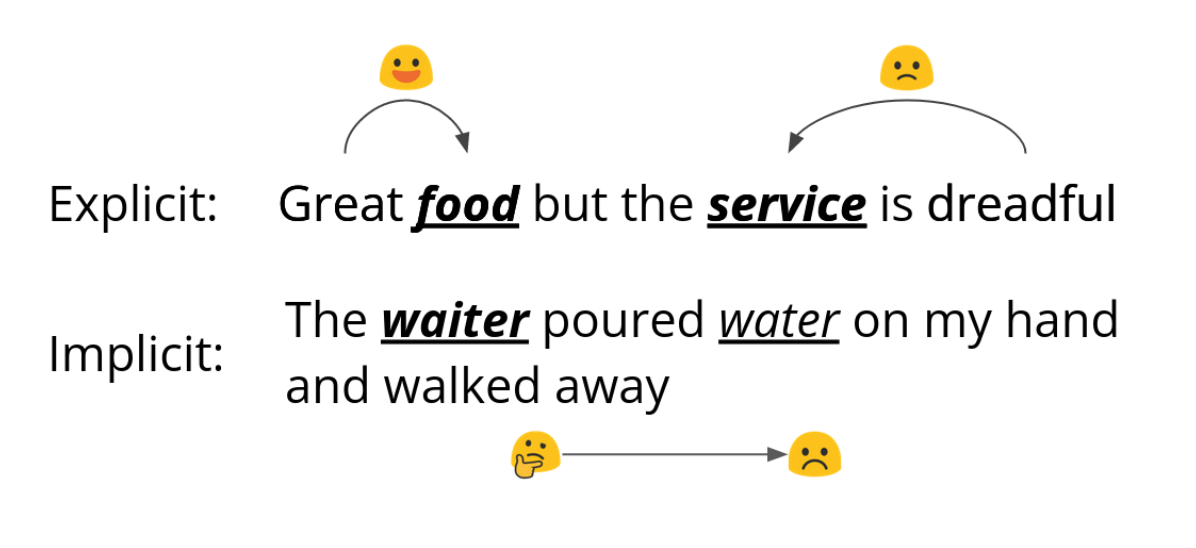 Explicit: Great food but the service is dreadful
Implicit: The waiter poured water on my hand
and walked away